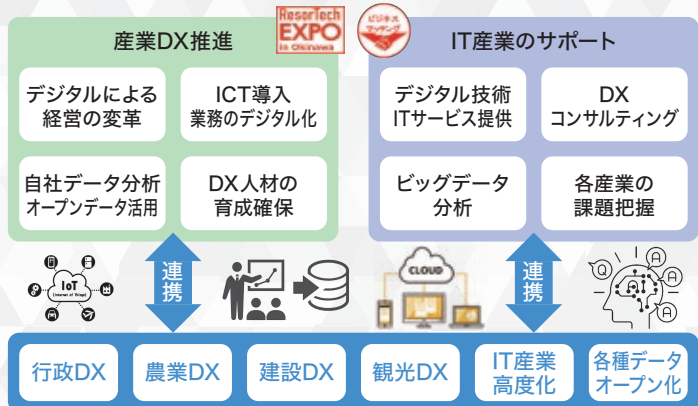 ResorTech
EXPO
in Okinawa
ビジネス
マッチング
産業DX推進
IT産業のサポート
デジタルによる
経営の変革
ICT導入
業務のデジタル化
自社データ分析
オープンデータ活用
DX人材の
育成確保
デジタル技術
ITサービス提供
DX
コンサルティング
ビッグデータ
分析
各産業の
課題把握
IoT
(Internet of Things)
連携
CLOUD
連携
Q
A
A
A
行政DX
農業DX
建設DX
観光DX
IT産業
高度化
各種データ
オープン化